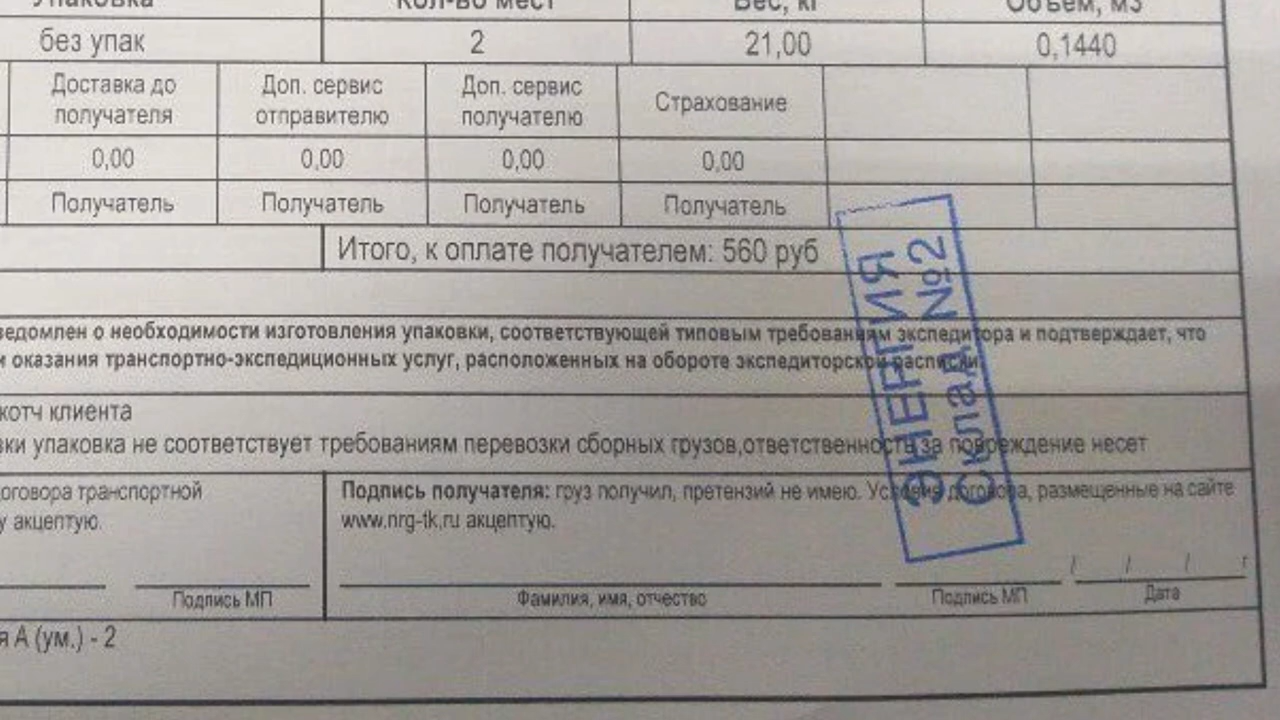 Упаковка Кол-во мест Вес, кг Объем, м3
без упак 2 21,00 0,1440
Доставка до получателя Доп. сервис отправителю Доп. сервис получателю Страхование
0,00 0,00 0,00 0,00
Получатель Получатель Получатель Получатель
Итого, к оплате получателем: 560 руб
ведомлен о необходимости изготовления упаковки, соответствующей типовым требованиям экспедитора и подтверждает, что
и оказания транспортно-экспедиционных услуг, расположенных на обороте экспедиторской расписки.
котч клиента
вки упаковка не соответствует требованиям перевозки сборных грузов,ответственность за повреждение несет
оговора транспортной
у акцептую.
Подпись получателя: груз получил, претензий не имею. Условия договора, размещенные на сайте
www.nrg-tk,ru акцептую.
Подпись МП Фамилия, имя, отчество Подпись МП Дата
я А (ум.) - 2
ЭНЕРГИЯ
Склад №2